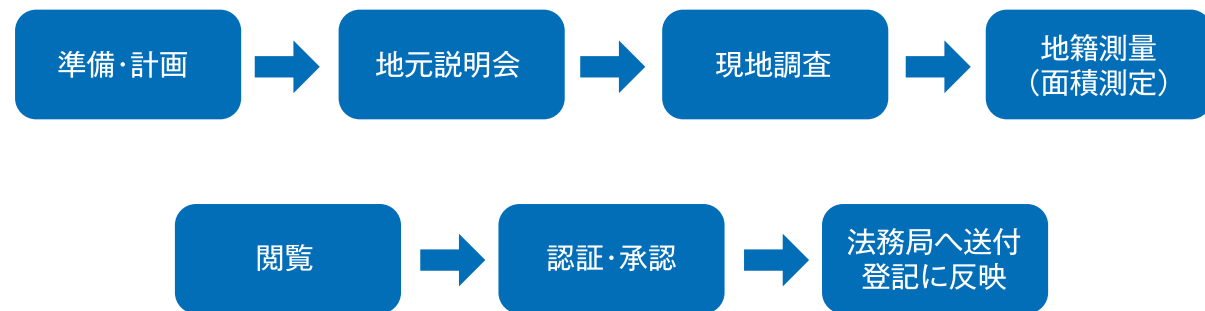 準備・計画
地元説明会
現地調査
地籍測量
（面積測定）
閲覧
認証・承認
法務局へ送付
登記に反映